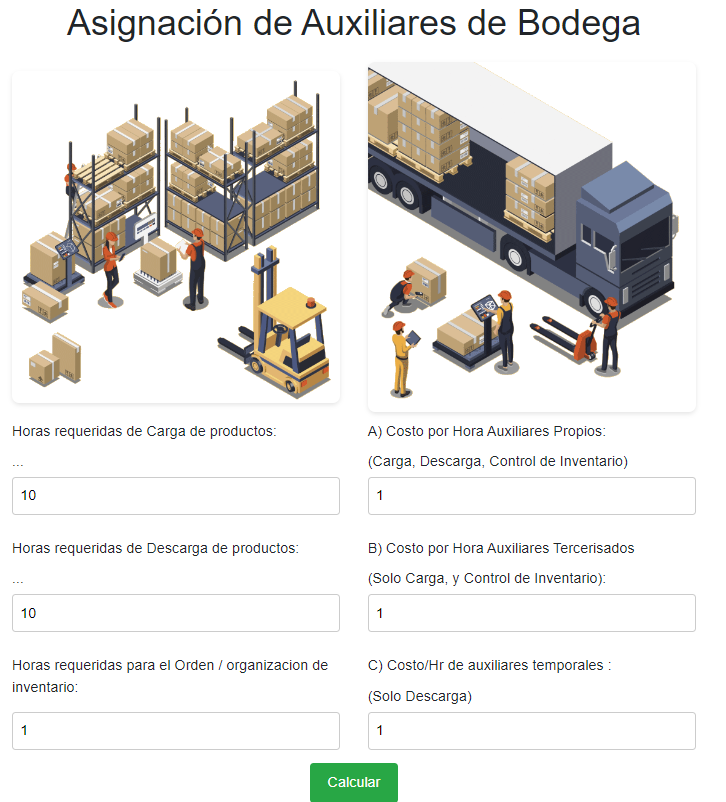 Asignación de Auxiliares de Bodega
Horas requeridas de Carga de productos:
...
10
Horas requeridas de Descarga de productos:
...
10
Horas requeridas para el Orden / organizacion de
inventario:
1
A) Costo por Hora Auxiliares Propios:
(Carga, Descarga, Control de Inventario)
1
B) Costo por Hora Auxiliares Tercerisados
(Solo Carga, y Control de Inventario):
1
C) Costo/Hr de auxiliares temporales :
(Solo Descarga)
1
Calcular